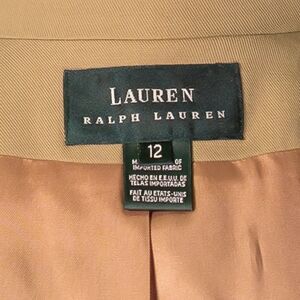 LAUREN
RALPH LAUREN
12
OF
IMPORTED FABRIC
HECHO EN E.E.U.U. DE
TELAS IMPORTADAS
FAIT AU ETATS-UNIS
DE TISSU IMPORTE